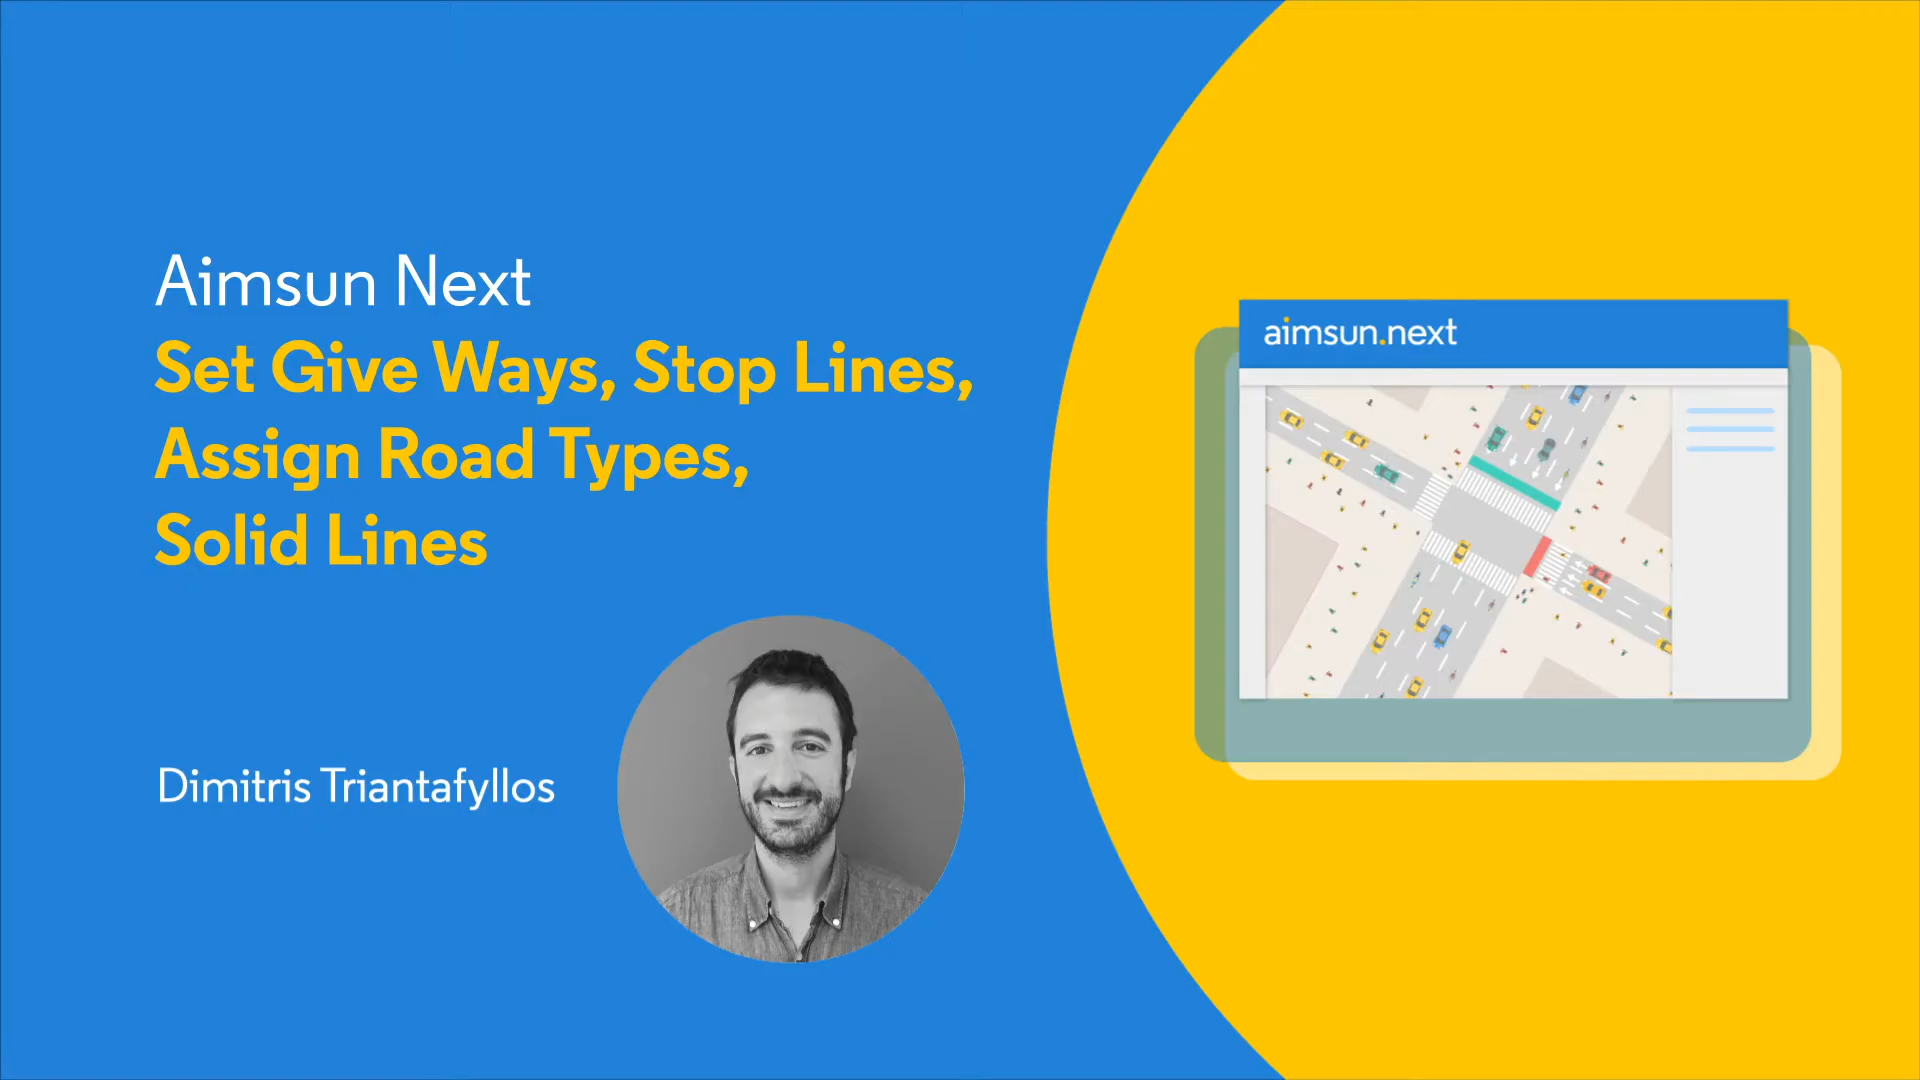 Aimsun Next
Set Give Ways, Stop Lines,
Assign Road Types,
Solid Lines
Dimitris Triantafyllos
aimsun.next